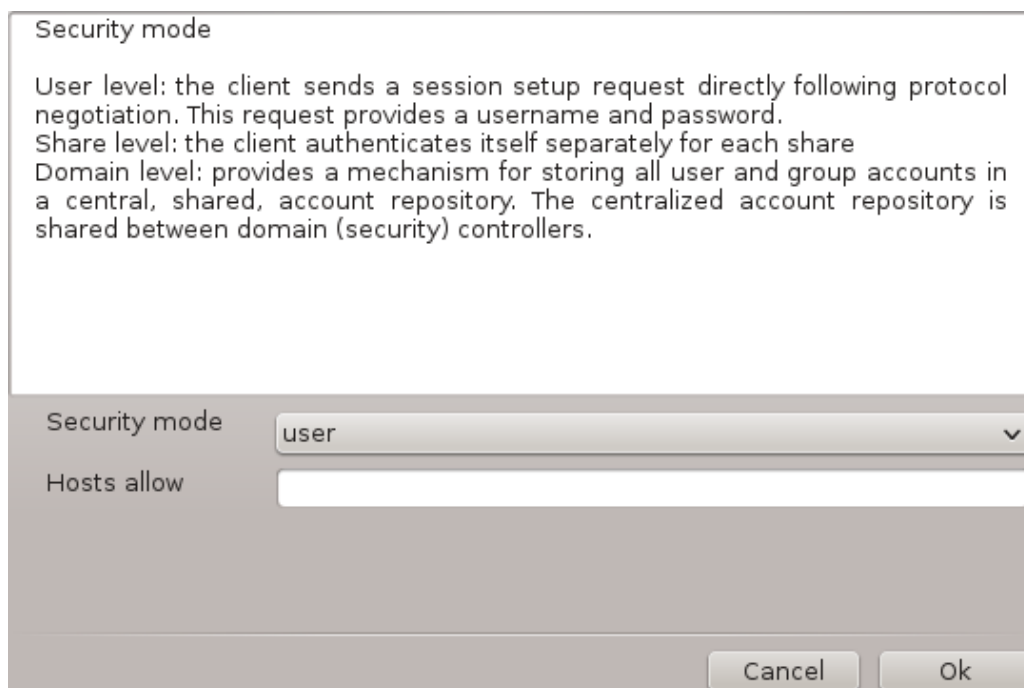 Security mode
User level: the client sends a session setup request directly following protocol
negotiation. This request provides a username and password.
Share level: the client authenticates itself separately for each share
Domain level: provides a mechanism for storing all user and group accounts in
a central, shared, account repository. The centralized account repository is
shared between domain (security) controllers.
Security mode
user
Hosts allow
Cancel
Ok